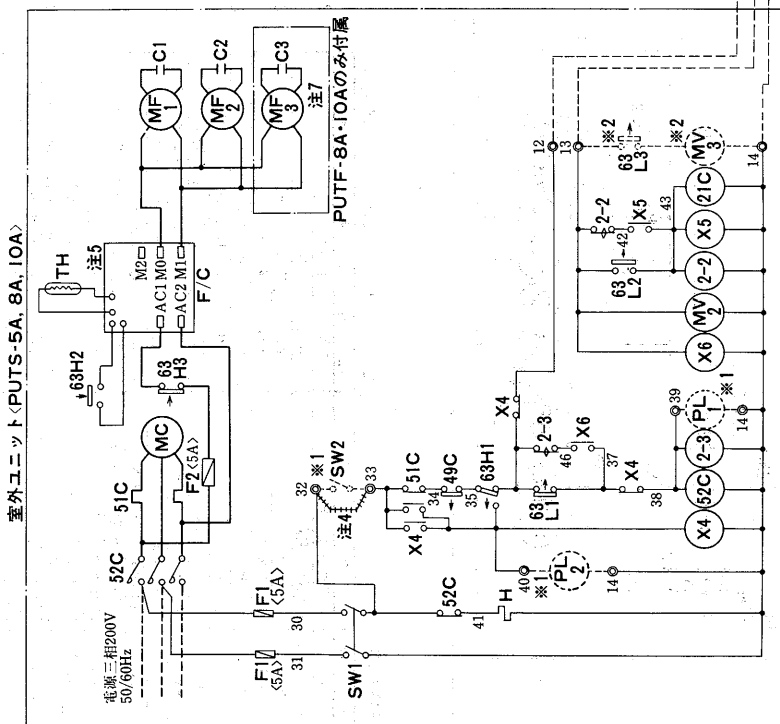 室外ユニット〈PUTS-5A, 8A, 10A〉
C1
C2
C3
MF
1
MF
2
MF
3
注7
PUTF-8A・10Aのみ付属
TH
注5
M2
AC1 M0
AC2 M1
F/C
63H2
63
H3
MC
51C
F2〈5A〉
52C
電源三相200V
50/60Hz
F1
〈5A〉
30
F1
〈5A〉
31
SW1
52C
41
H
32
※1
SW2
注4
33
51C
34
49C
35
63H1
X4
X4
2-3
46
X6
37
63
L1
X4
38
39
PL
1
※1
14
2-3
52C
X4
40
※1
PL
2
14
12
13
※2
63
L3
※2
MV
3
14
2-2
42
X5
43
63
L2
21C
X5
2-2
MV
2
X6